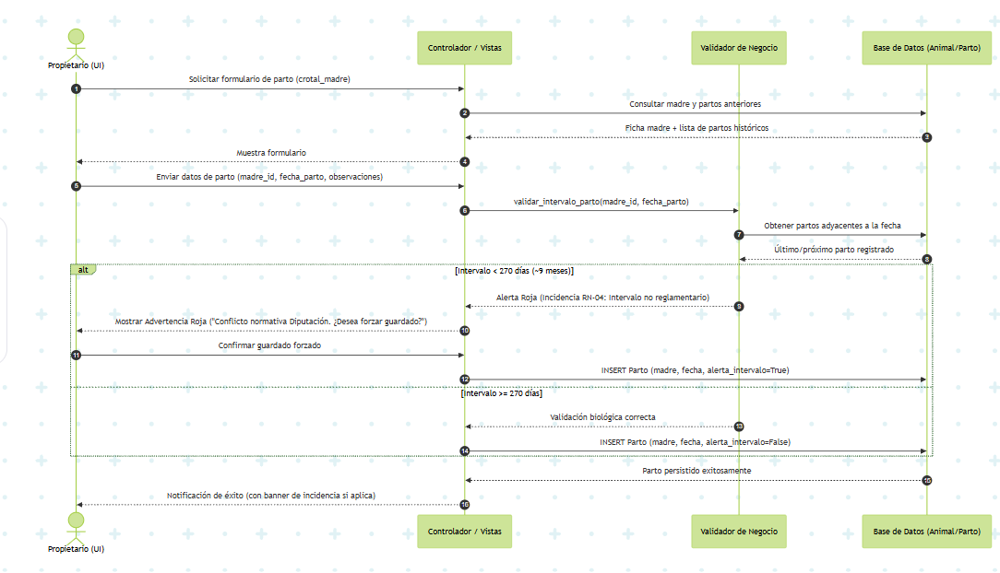 Controlador / Vistas
Validador de Negocio
Base de Datos (Animal/Parto)
Propietario (UI)
Solicitar formulario de parto (crotal_madre)
1
Consultar madre y partos anteriores
2
Ficha madre + lista de partos históricos
3
Muestra formulario
4
Enviar datos de parto (madre_id, fecha_parto, observaciones)
5
validar_intervalo_parto(madre_id, fecha_parto)
6
Obtener partos adyacentes a la fecha
7
Último/próximo parto registrado
8
alt
[Intervalo < 270 días (~9 meses)]
Alerta Roja (Incidencia RN-04: Intervalo no reglamentario)
9
Mostrar Advertencia Roja ("Conflicto normativa Diputación. ¿Desea forzar guardado?")
10
Confirmar guardado forzado
11
INSERT Parto (madre, fecha, alerta_intervalo=True)
12
[Intervalo >= 270 días]
Validación biológica correcta
13
INSERT Parto (madre, fecha, alerta_intervalo=False)
14
Parto persistido exitosamente
15
Notificación de éxito (con banner de incidencia si aplica)
16
Controlador / Vistas
Validador de Negocio
Base de Datos (Animal/Parto)
Propietario (UI)